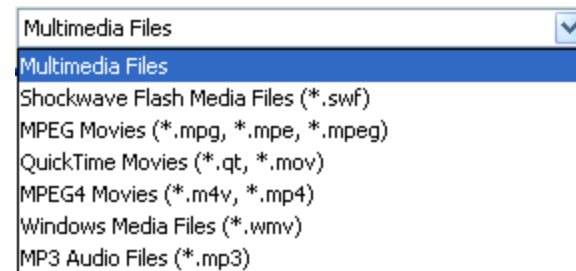 Multimedia Files
Multimedia Files
Shockwave Flash Media Files (*.swf)
MPEG Movies (*.mpg, *.mpe, *.mpeg)
QuickTime Movies (*.qt, *.mov)
MPEG4 Movies (*.m4v, *.mp4)
Windows Media Files (*.wmv)
MP3 Audio Files (*.mp3)